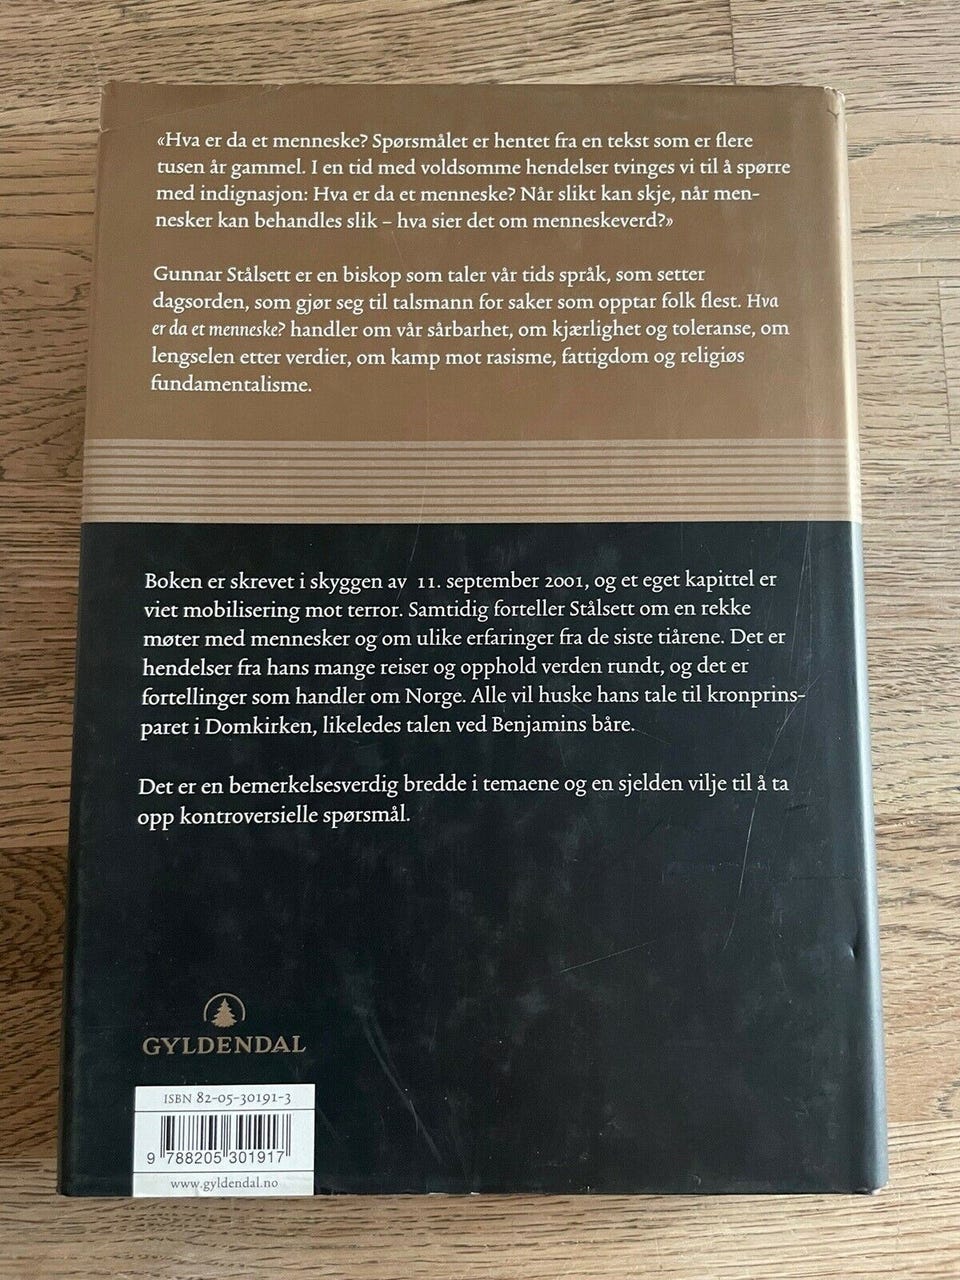 «Hva er da et menneske? Spørsmålet er hentet fra en tekst som er flere
tusen år gammel. I en tid med voldsomme hendelser tvinges vi til å spørre
med indignasjon: Hva er da et menneske? Når slikt kan skje, når men-
nesker kan behandles slik – hva sier det om menneskeverd?»
Gunnar Stålsett er en biskop som taler vår tids språk, som setter
dagsorden, som gjør seg til talsmann for saker som opptar folk flest. Hva
er da et menneske? handler om vår sårbarhet, om kjærlighet og toleranse, om
lengselen etter verdier, om kamp mot rasisme, fattigdom og religiøs
fundamentalisme.
Boken er skrevet i skyggen av 11. september 2001, og et eget kapittel er
viet mobilisering mot terror. Samtidig forteller Stålsett om en rekke
møter med mennesker og om ulike erfaringer fra de siste tiårene. Det er
hendelser fra hans mange reiser og opphold verden rundt, og det er
fortellinger som handler om Norge. Alle vil huske hans tale til kronprins-
paret i Domkirken, likeledes talen ved Benjamins båre.
Det er en bemerkelsesverdig bredde i temaene og en sjelden vilje til å ta
opp kontroversielle spørsmål.
GYLDENDAL
ISBN 82-05-30191-3
9 788205 301917
www.gyldendal.no